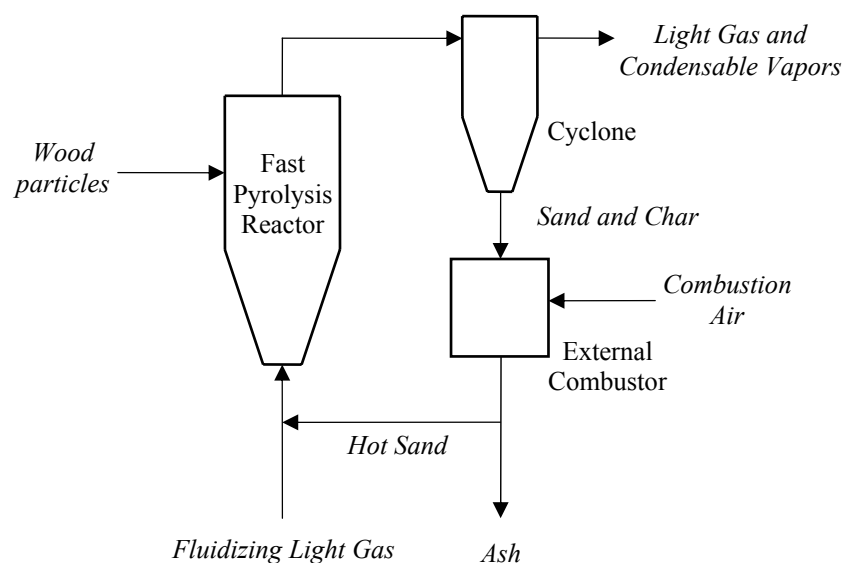 Light Gas and
Condensable Vapors
Cyclone
Wood
particles
Fast
Pyrolysis
Reactor
Sand and Char
Combustion
Air
External
Combustor
Hot Sand
Fluidizing Light Gas
Ash